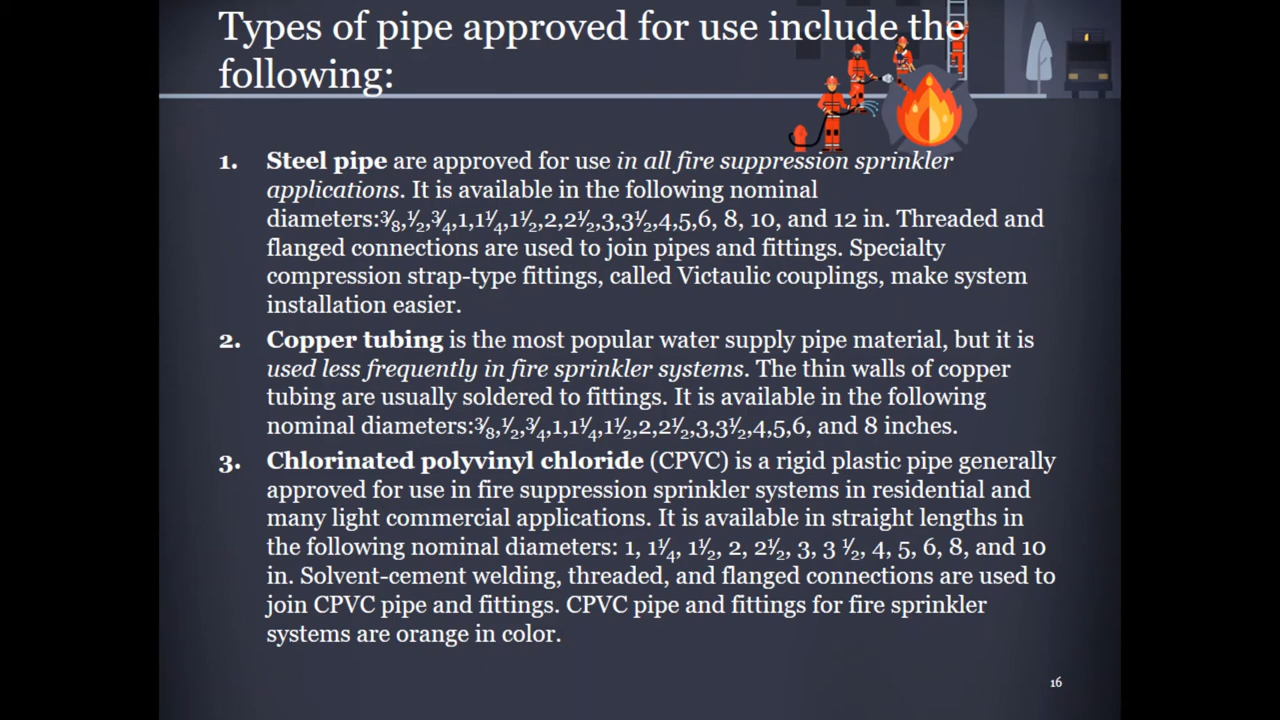 Types of pipe approved for use include the
following:
1. Steel pipe are approved for use in all fire suppression sprinkler
applications. It is available in the following nominal
diameters:⅜,½,¾,1,1¼,1½,2,2½,3,3½,4,5,6, 8, 10, and 12 in. Threaded and
flanged connections are used to join pipes and fittings. Specialty
compression strap-type fittings, called Victaulic couplings, make system
installation easier.
2. Copper tubing is the most popular water supply pipe material, but it is
used less frequently in fire sprinkler systems. The thin walls of copper
tubing are usually soldered to fittings. It is available in the following
nominal diameters:⅜,½,¾,1,1¼,1½,2,2½,3,3½,4,5,6, and 8 inches.
3. Chlorinated polyvinyl chloride (CPVC) is a rigid plastic pipe generally
approved for use in fire suppression sprinkler systems in residential and
many light commercial applications. It is available in straight lengths in
the following nominal diameters: 1, 1¼, 1½, 2, 2½, 3, 3 ½, 4, 5, 6, 8, and 10
in. Solvent-cement welding, threaded, and flanged connections are used to
join CPVC pipe and fittings. CPVC pipe and fittings for fire sprinkler
systems are orange in color.
16